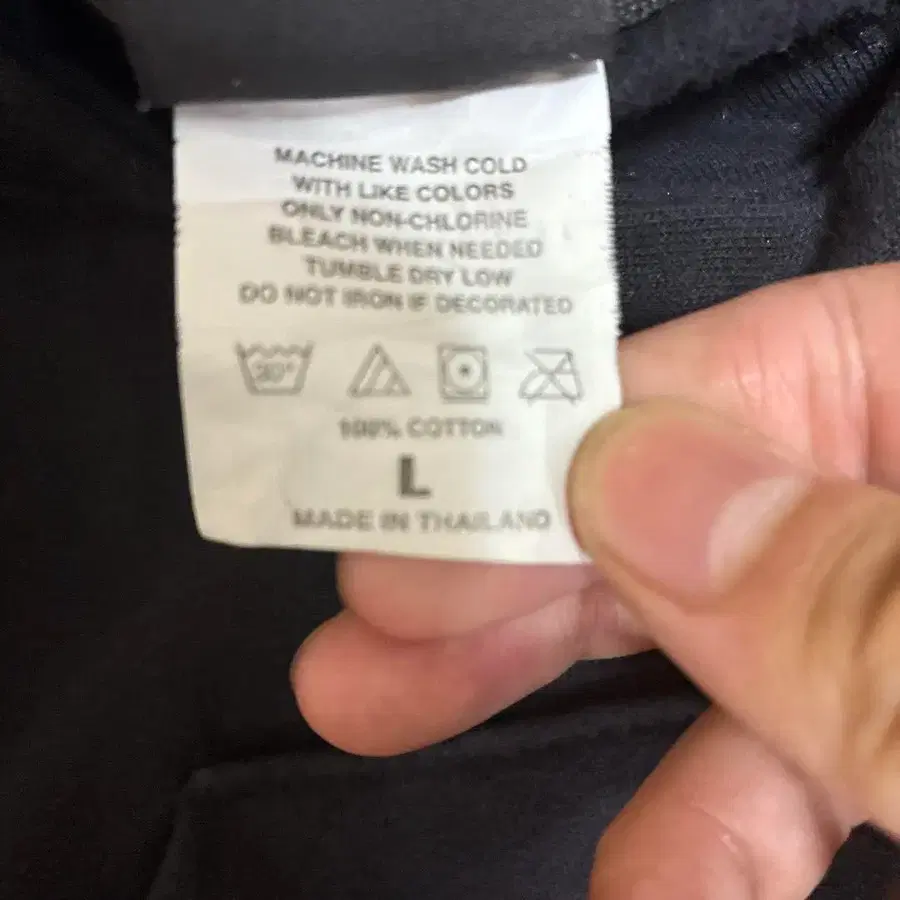 MACHINE WASH COLD
WITH LIKE COLORS
ONLY NON-CHLORINE
BLEACH WHEN NEEDED
TUMBLE DRY LOW
DO NOT IRON IF DECORATED
30°
100% COTTON
L
MADE IN THAILAND